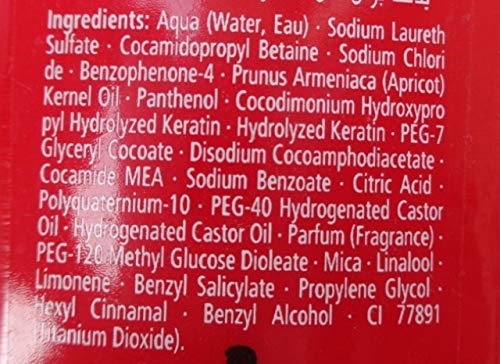 Ingredients: Aqua (Water, Eau) · Sodium Laureth
Sulfate · Cocamidopropyl Betaine · Sodium Chlori
de · Benzophenone-4 · Prunus Armeniaca (Apricot)
Kernel Oil · Panthenol · Cocodimonium Hydroxypro
pyl Hydrolyzed Keratin · Hydrolyzed Keratin · PEG-7
Glyceryl Cocoate · Disodium Cocoamphodiacetate ·
Cocamide MEA · Sodium Benzoate · Citric Acid ·
Polyquaternium-10 · PEG-40 Hydrogenated Castor
Oil · Hydrogenated Castor Oil · Parfum (Fragrance) ·
PEG-120 Methyl Glucose Dioleate · Mica · Linalool ·
Limonene · Benzyl Salicylate · Propylene Glycol ·
Hexyl Cinnamal · Benzyl Alcohol · CI 77891
(Titanium Dioxide).